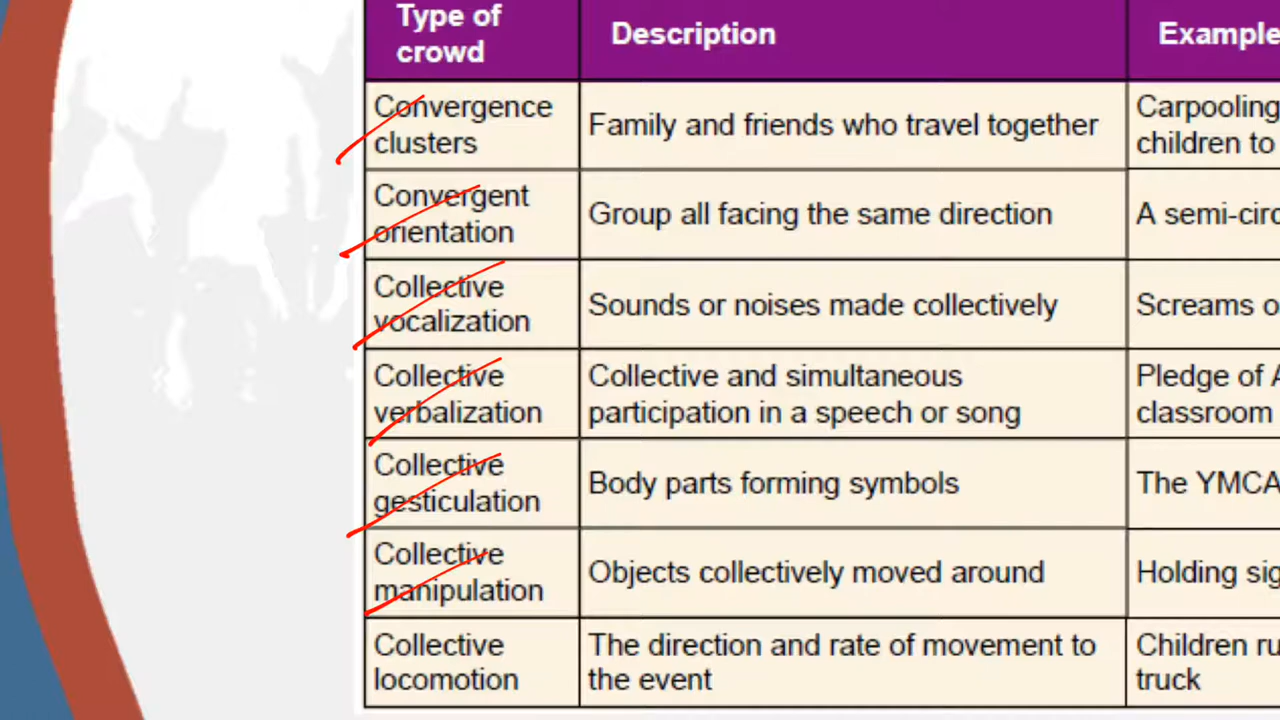 Type of
crowd
Description
Example
Convergence
clusters
Family and friends who travel together
Carpooling
children to
Convergent
orientation
Group all facing the same direction
A semi-circ
Collective
vocalization
Sounds or noises made collectively
Screams o
Collective
verbalization
Collective and simultaneous
participation in a speech or song
Pledge of A
classroom
Collective
gesticulation
Body parts forming symbols
The YMCA
Collective
manipulation
Objects collectively moved around
Holding sig
Collective
locomotion
The direction and rate of movement to
the event
Children ru
truck